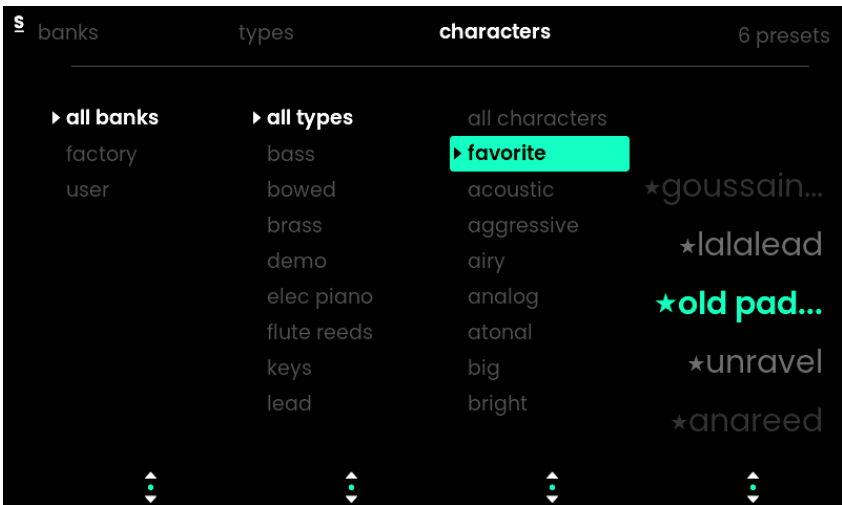 S
banks types characters 6 presets
all banks all types all characters
factory bass favorite
user bowed acoustic ★goussain...
brass aggressive
demo airy ★lalalead
elec piano analog ★old pad...
flute reeds atonal
keys big ★unravel
lead bright ★anareed